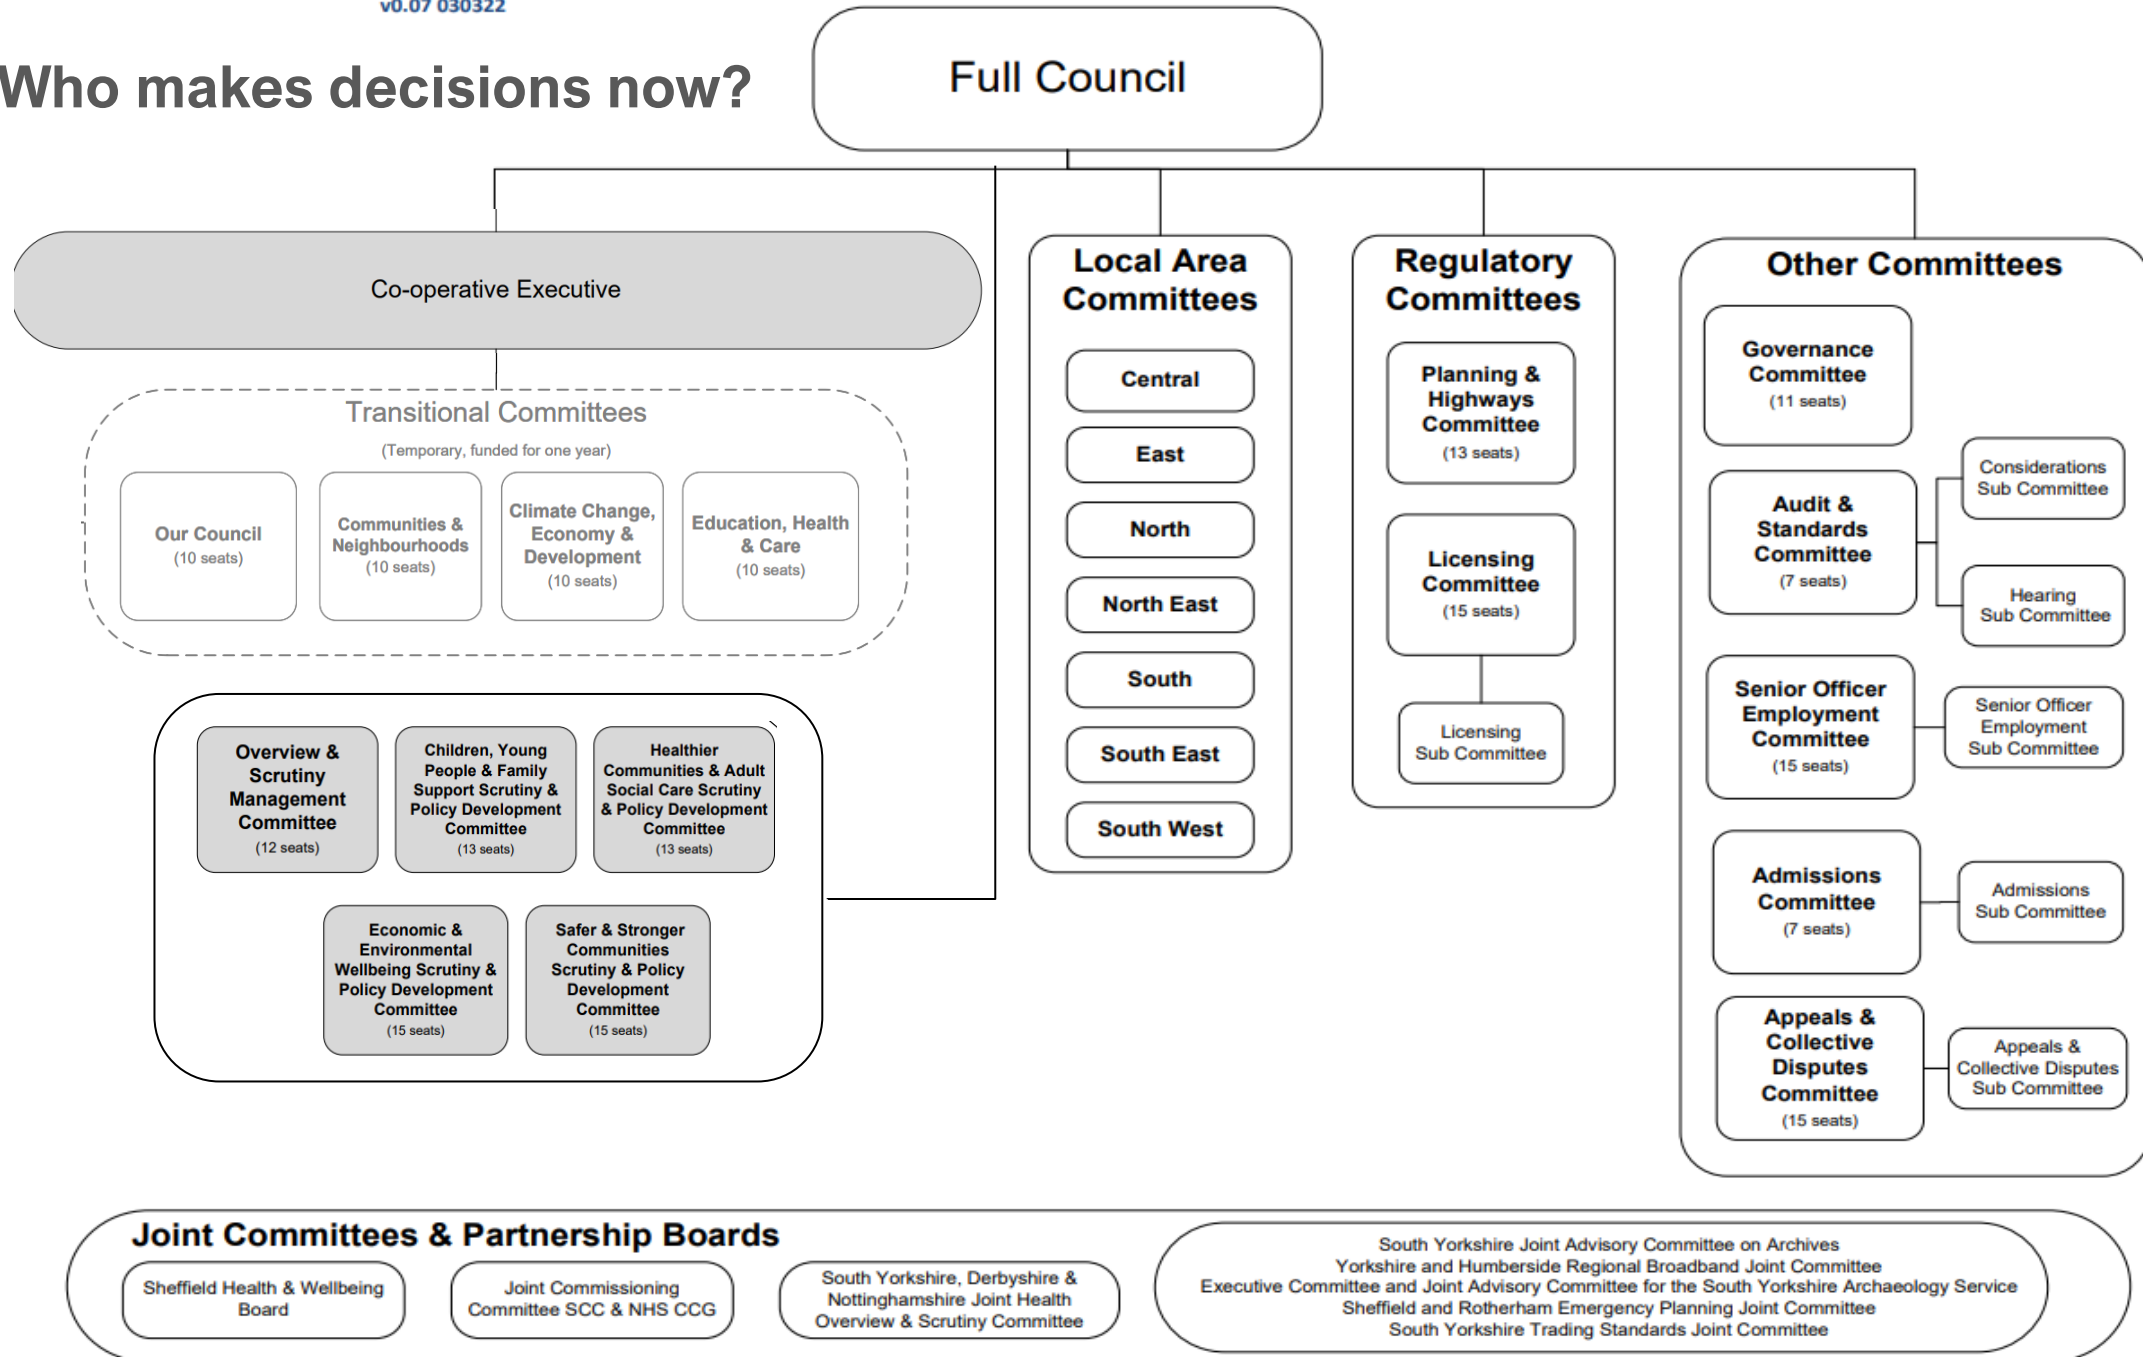 v0.07 030322
Who makes decisions now?
Full Council
Co-operative Executive
Transitional Committees
(Temporary, funded for one year)
Our Council
(10 seats)
Communities &
Neighbourhoods
(10 seats)
Climate Change,
Economy &
Development
(10 seats)
Education, Health
& Care
(10 seats)
Overview &
Scrutiny
Management
Committee
(12 seats)
Children, Young
People & Family
Support Scrutiny &
Policy Development
Committee
(13 seats)
Healthier
Communities & Adult
Social Care Scrutiny
& Policy Development
Committee
(13 seats)
Economic &
Environmental
Wellbeing Scrutiny &
Policy Development
Committee
(15 seats)
Safer & Stronger
Communities
Scrutiny & Policy
Development
Committee
(15 seats)
Local Area
Committees
Central
East
North
North East
South
South East
South West
Regulatory
Committees
Planning &
Highways
Committee
(13 seats)
Licensing
Committee
(15 seats)
Licensing
Sub Committee
Other Committees
Governance
Committee
(11 seats)
Audit &
Standards
Committee
(7 seats)
Considerations
Sub Committee
Hearing
Sub Committee
Senior Officer
Employment
Committee
(15 seats)
Senior Officer
Employment
Sub Committee
Admissions
Committee
(7 seats)
Admissions
Sub Committee
Appeals &
Collective
Disputes
Committee
(15 seats)
Appeals &
Collective Disputes
Sub Committee
Joint Committees & Partnership Boards
Sheffield Health & Wellbeing
Board
Joint Commissioning
Committee SCC & NHS CCG
South Yorkshire, Derbyshire &
Nottinghamshire Joint Health
Overview & Scrutiny Committee
South Yorkshire Joint Advisory Committee on Archives
Yorkshire and Humberside Regional Broadband Joint Committee
Executive Committee and Joint Advisory Committee for the South Yorkshire Archaeology Service
Sheffield and Rotherham Emergency Planning Joint Committee
South Yorkshire Trading Standards Joint Committee